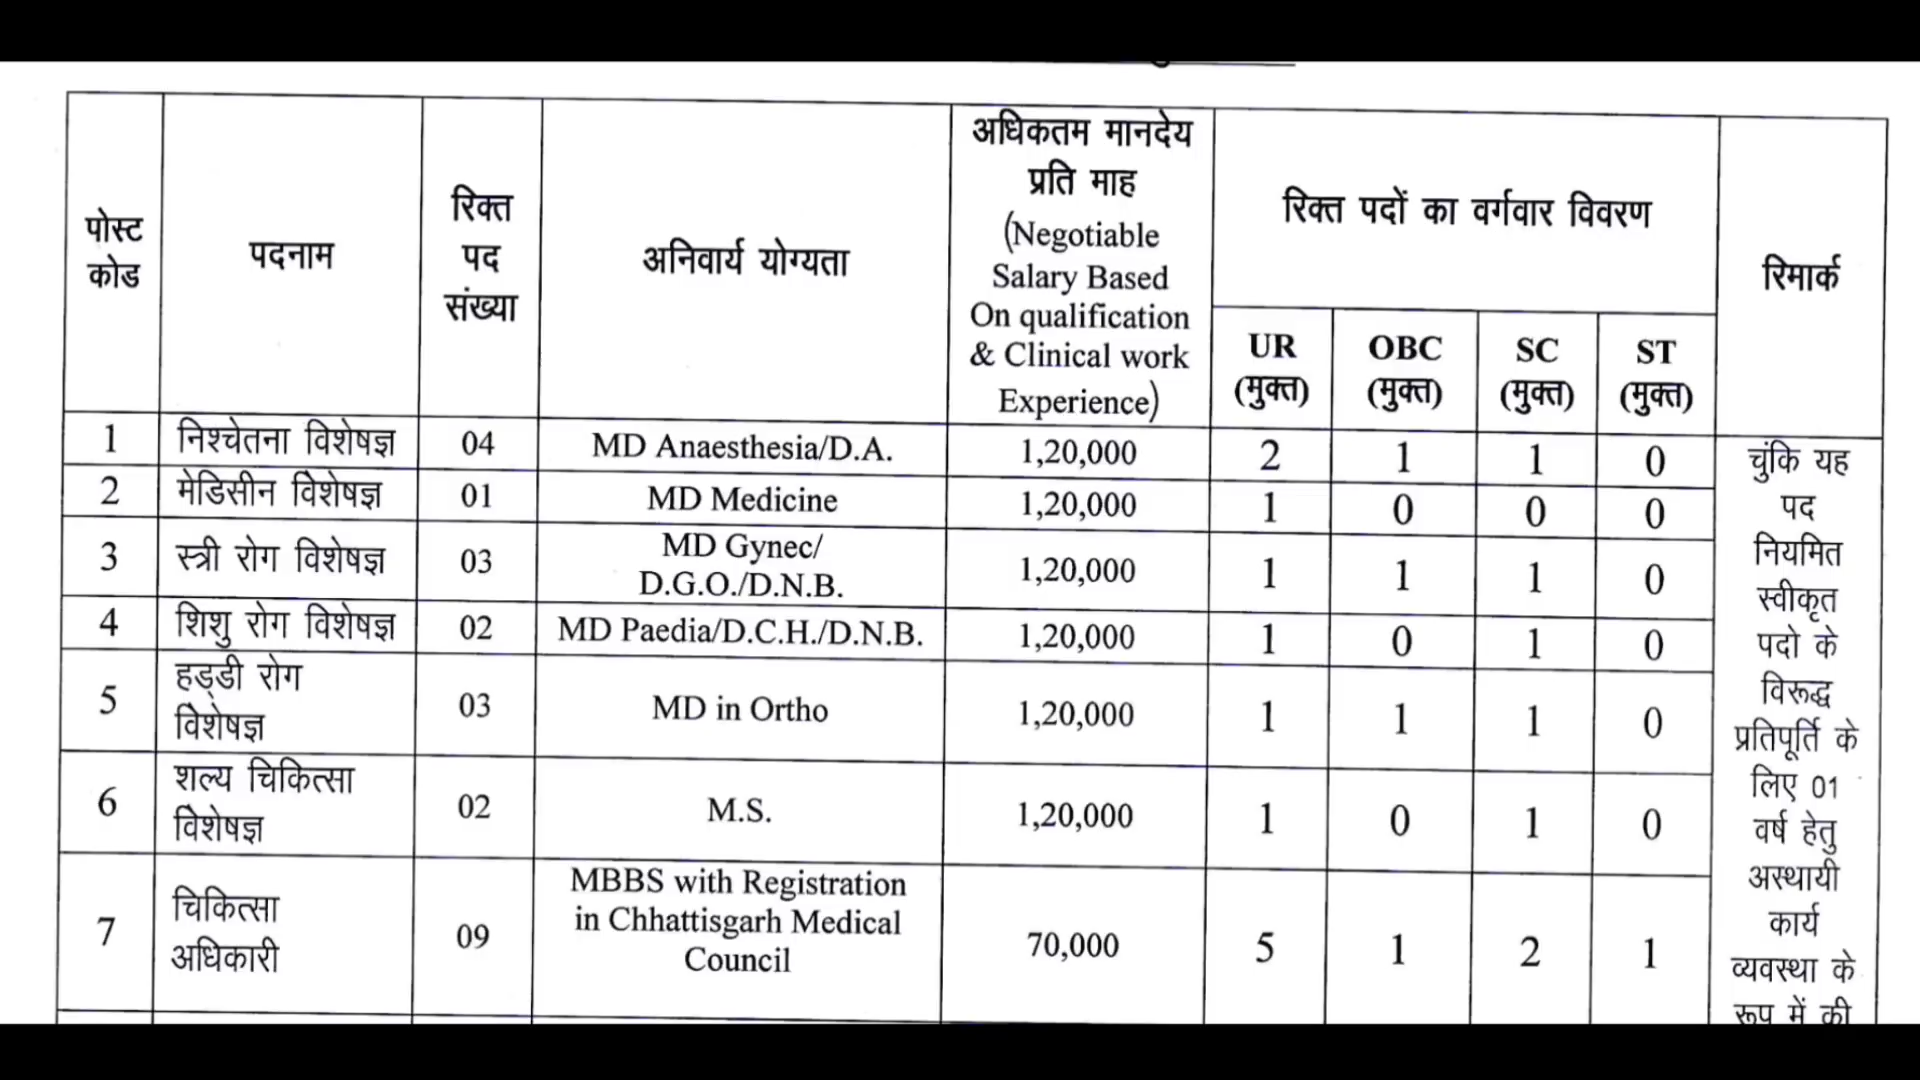 पोस्ट
कोड
पदनाम
रिक्त
पद
संख्या
अनिवार्य योग्यता
अधिकतम मानदेय
प्रति माह
(Negotiable
Salary Based
On qualification
& Clinical work
Experience)
रिक्त पदों का वर्गवार विवरण
रिमार्क
UR
(मुक्त)
OBC
(मुक्त)
SC
(मुक्त)
ST
(मुक्त)
1 निश्चेतना विशेषज्ञ 04 MD Anaesthesia/D.A. 1,20,000 2 1 1 0
2 मेडिसीन विशेषज्ञ 01 MD Medicine 1,20,000 1 0 0 0
3 स्त्री रोग विशेषज्ञ 03 MD Gynec/
D.G.O./D.N.B. 1,20,000 1 1 1 0
4 शिशु रोग विशेषज्ञ 02 MD Paedia/D.C.H./D.N.B. 1,20,000 1 0 1 0
5 हड्डी रोग
विशेषज्ञ 03 MD in Ortho 1,20,000 1 1 1 0
6 शल्य चिकित्सा
विशेषज्ञ 02 M.S. 1,20,000 1 0 1 0
7 चिकित्सा
अधिकारी 09 MBBS with Registration
in Chhattisgarh Medical
Council 70,000 5 1 2 1
चुंकि यह
पद
नियमित
स्वीकृत
पदो के
विरूद्ध
प्रतिपूर्ति के
लिए 01
वर्ष हेतु
अस्थायी
कार्य
व्यवस्था के
रूप में की